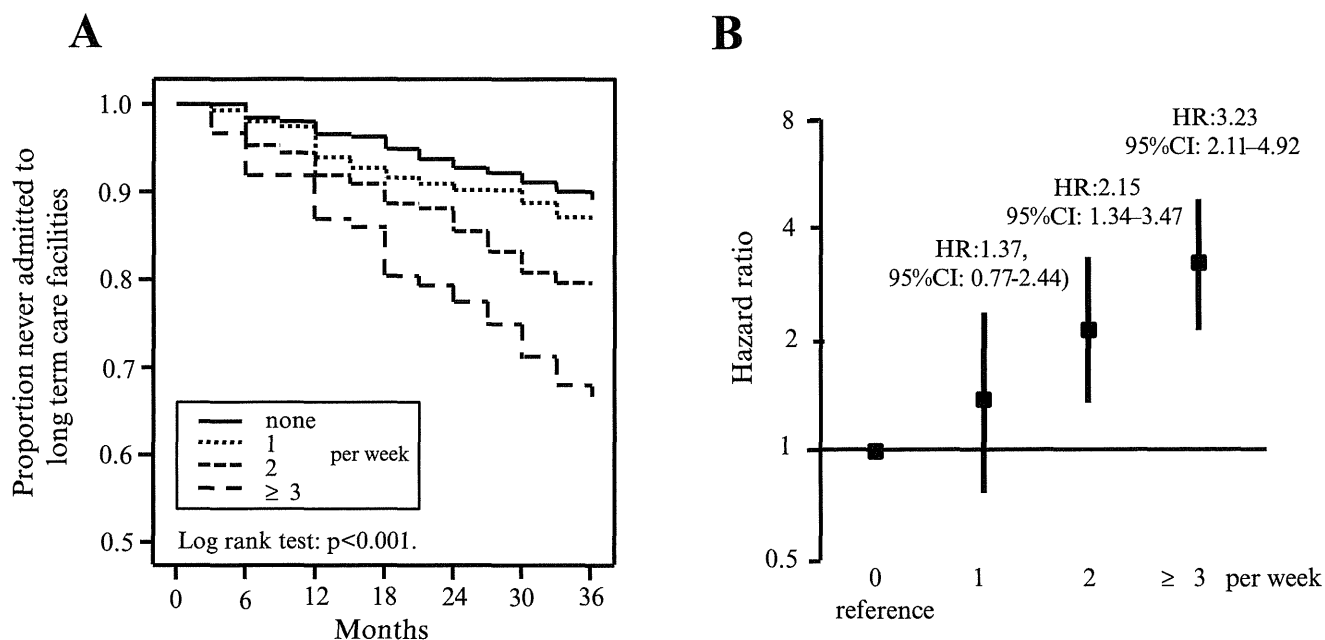 A
Proportion never admitted to
long term care facilities
1.0
0.9
0.8
0.7
0.6
0.5
none
1
2
≥ 3
per week
Log rank test: p<0.001.
0
6
12
18
24
30
36
Months
B
Hazard ratio
8
4
2
1
0.5
HR:3.23
95%CI: 2.11–4.92
HR:2.15
95%CI: 1.34–3.47
HR:1.37,
95%CI: 0.77-2.44)
0
1
2
≥ 3 per week
reference